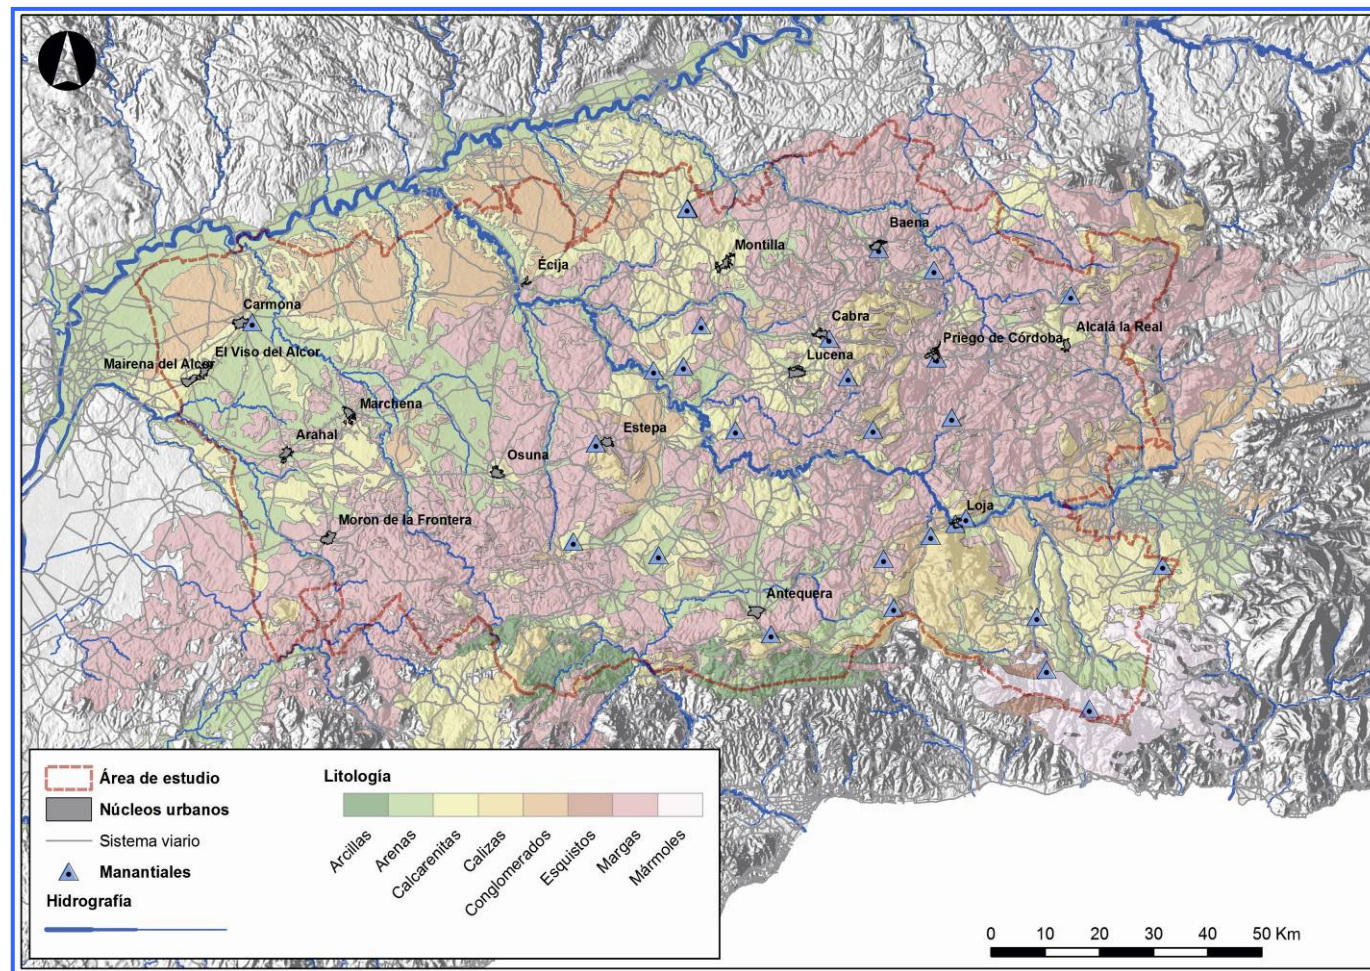 Baena
Montilla
Écija
Carmona
Cabra
Alcalá la Real
Priego de Córdoba
El Viso del Alcor
Mairena del Alcor
Lucena
Marchena
Estepa
Arahal
Osuna
Loja
Moron de la Frontera
Antequera
Área de estudio
Núcleos urbanos
Sistema viario
Manantiales
Hidrografía
Litología
Arcillas
Arenas
Calcarenitas
Calizas
Conglomerados
Esquistos
Margas
Mármoles
0 10 20 30 40 50 Km